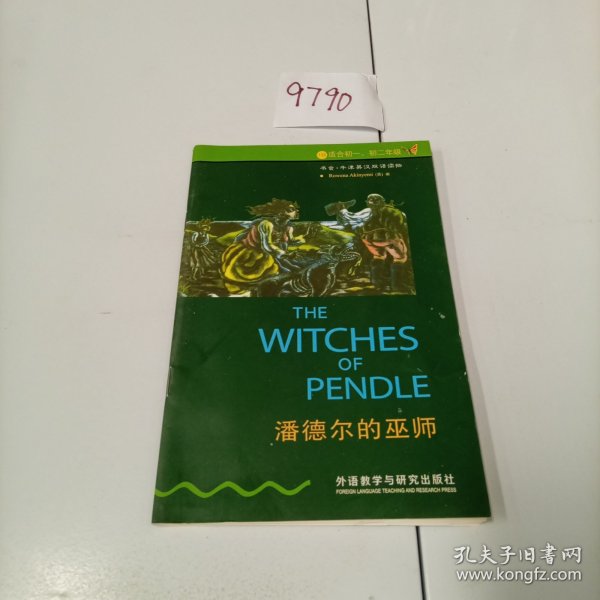 9790
适合初一、初二年级
书虫·牛津英汉双语读物
Rowena Akinyemi (英) 著
THE
WITCHES
OF
PENDLE
潘德尔的巫师
外语教学与研究出版社
FOREIGN LANGUAGE TEACHING AND RESEARCH PRESS
孔夫子旧书网
www.kongfz.com